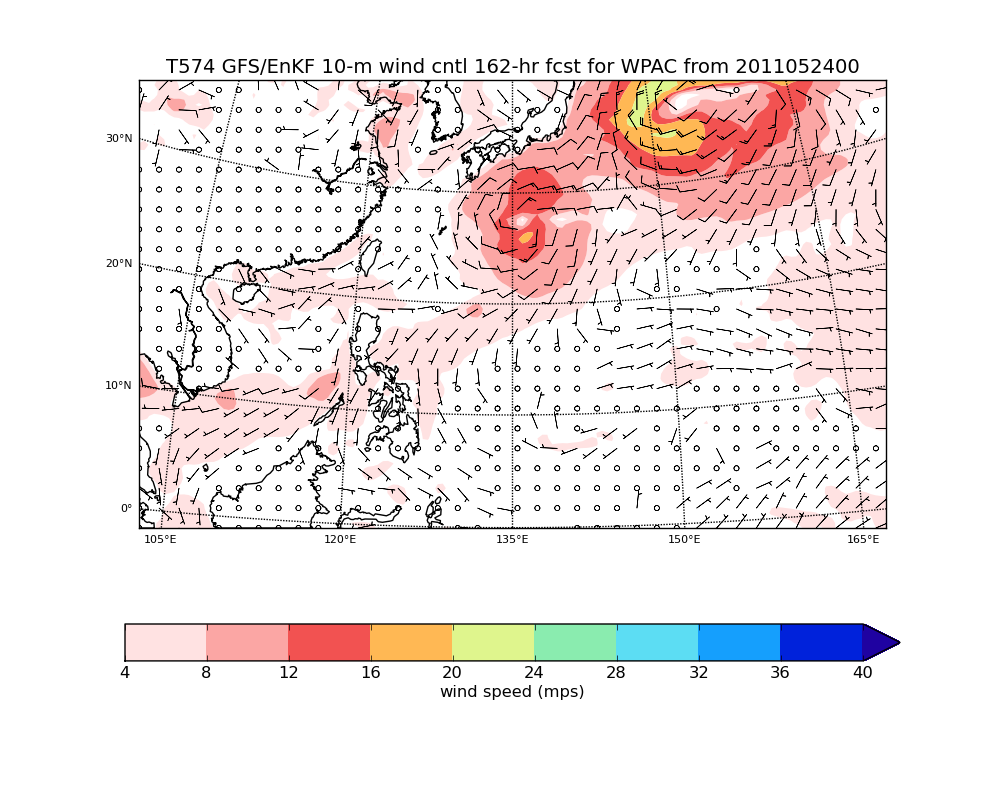 T574 GFS/EnKF 10-m wind cntl 162-hr fcst for WPAC from 2011052400
30°N
20°N
10°N
0°
105°E 120°E 135°E 150°E 165°E
4 8 12 16 20 24 28 32 36 40
wind speed (mps)